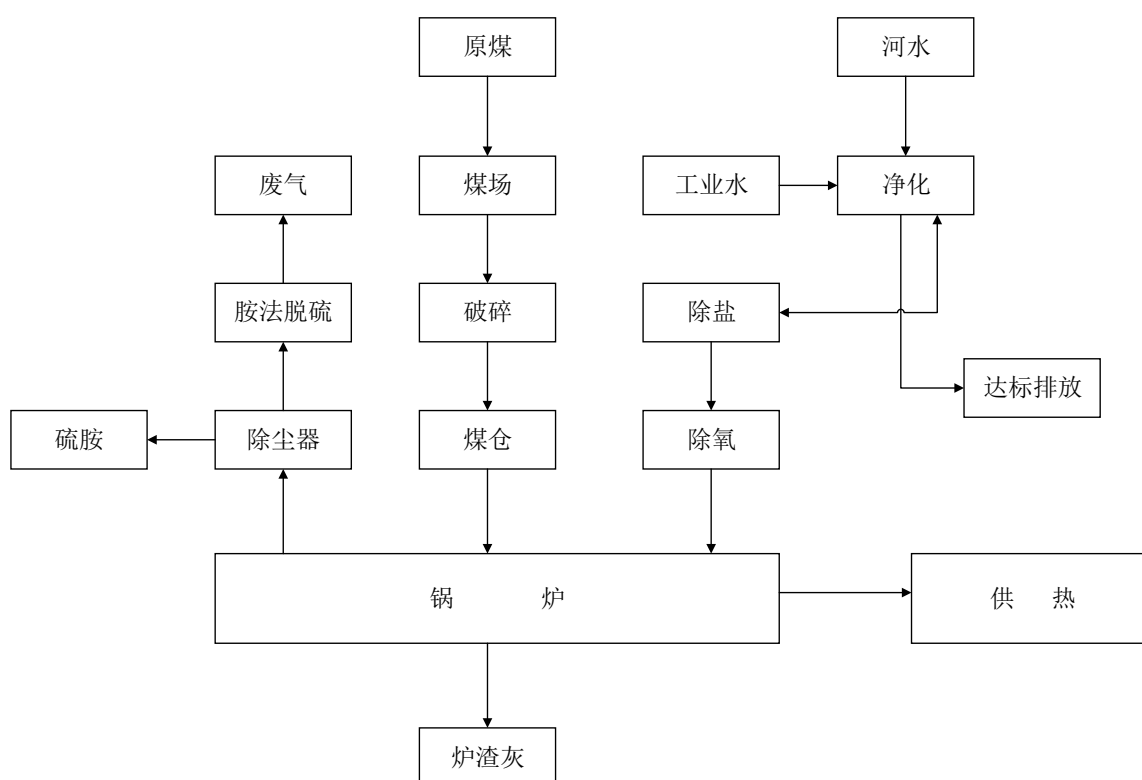 原煤
河水
废气
煤场
工业水
净化
胺法脱硫
破碎
除盐
达标排放
硫胺
除尘器
煤仓
除氧
锅 炉
供 热
炉渣灰